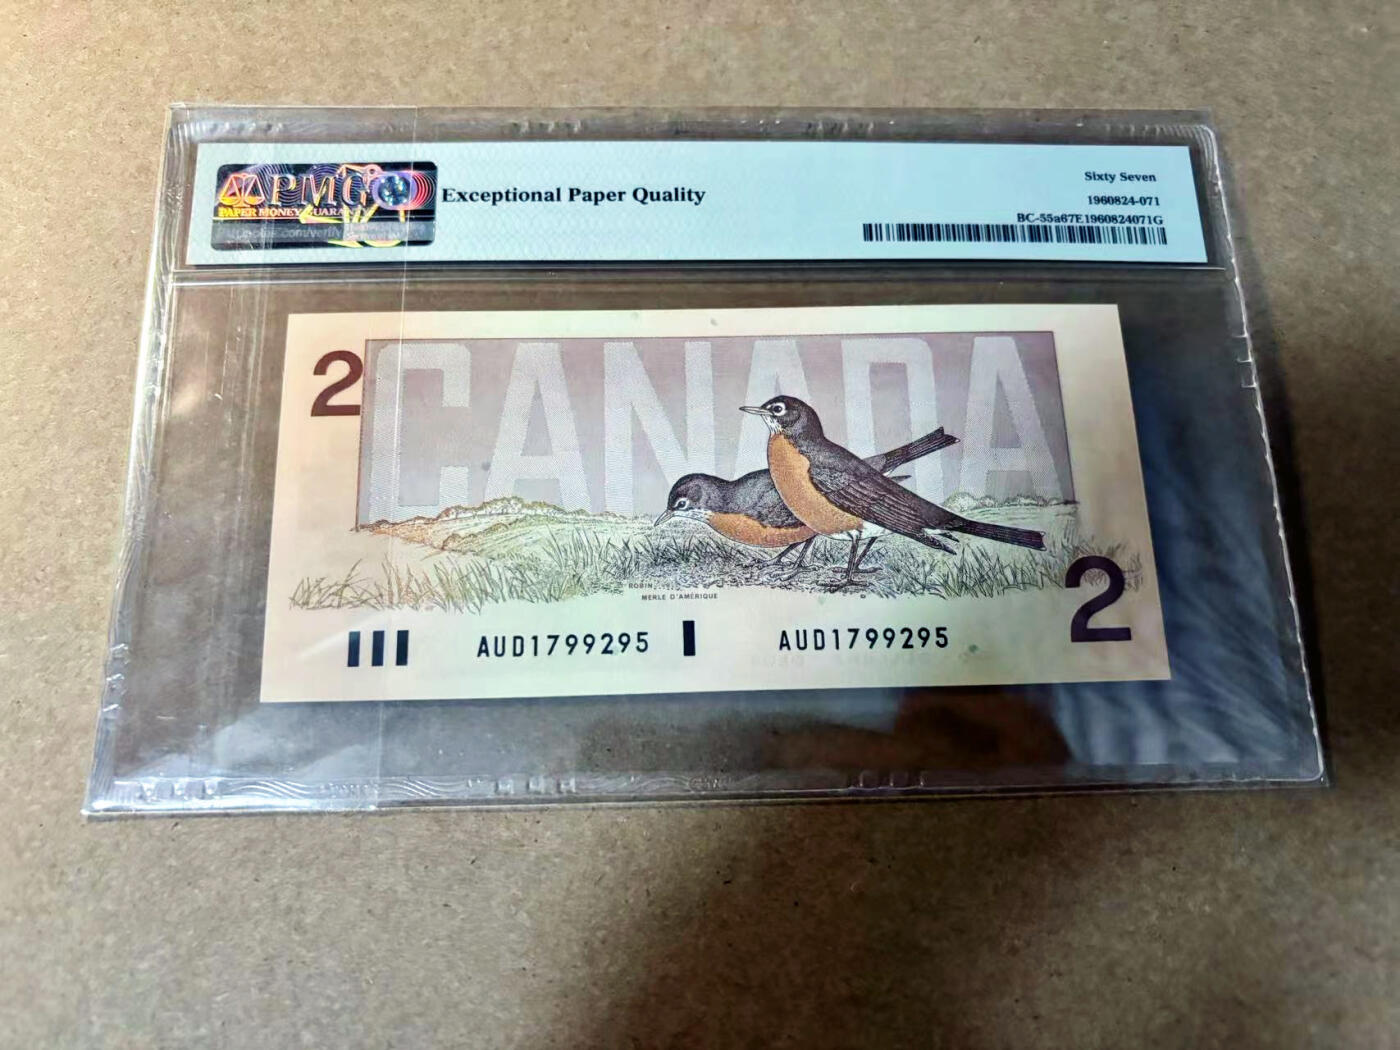 PMG
PAPER MONEY GUARANTY
Exceptional Paper Quality
Sixty Seven
1960824-071
BC-55a67E1960824071G
2
CANADA
ROBIN
MERLE D'AMÉRIQUE
2
AUD1799295
AUD1799295